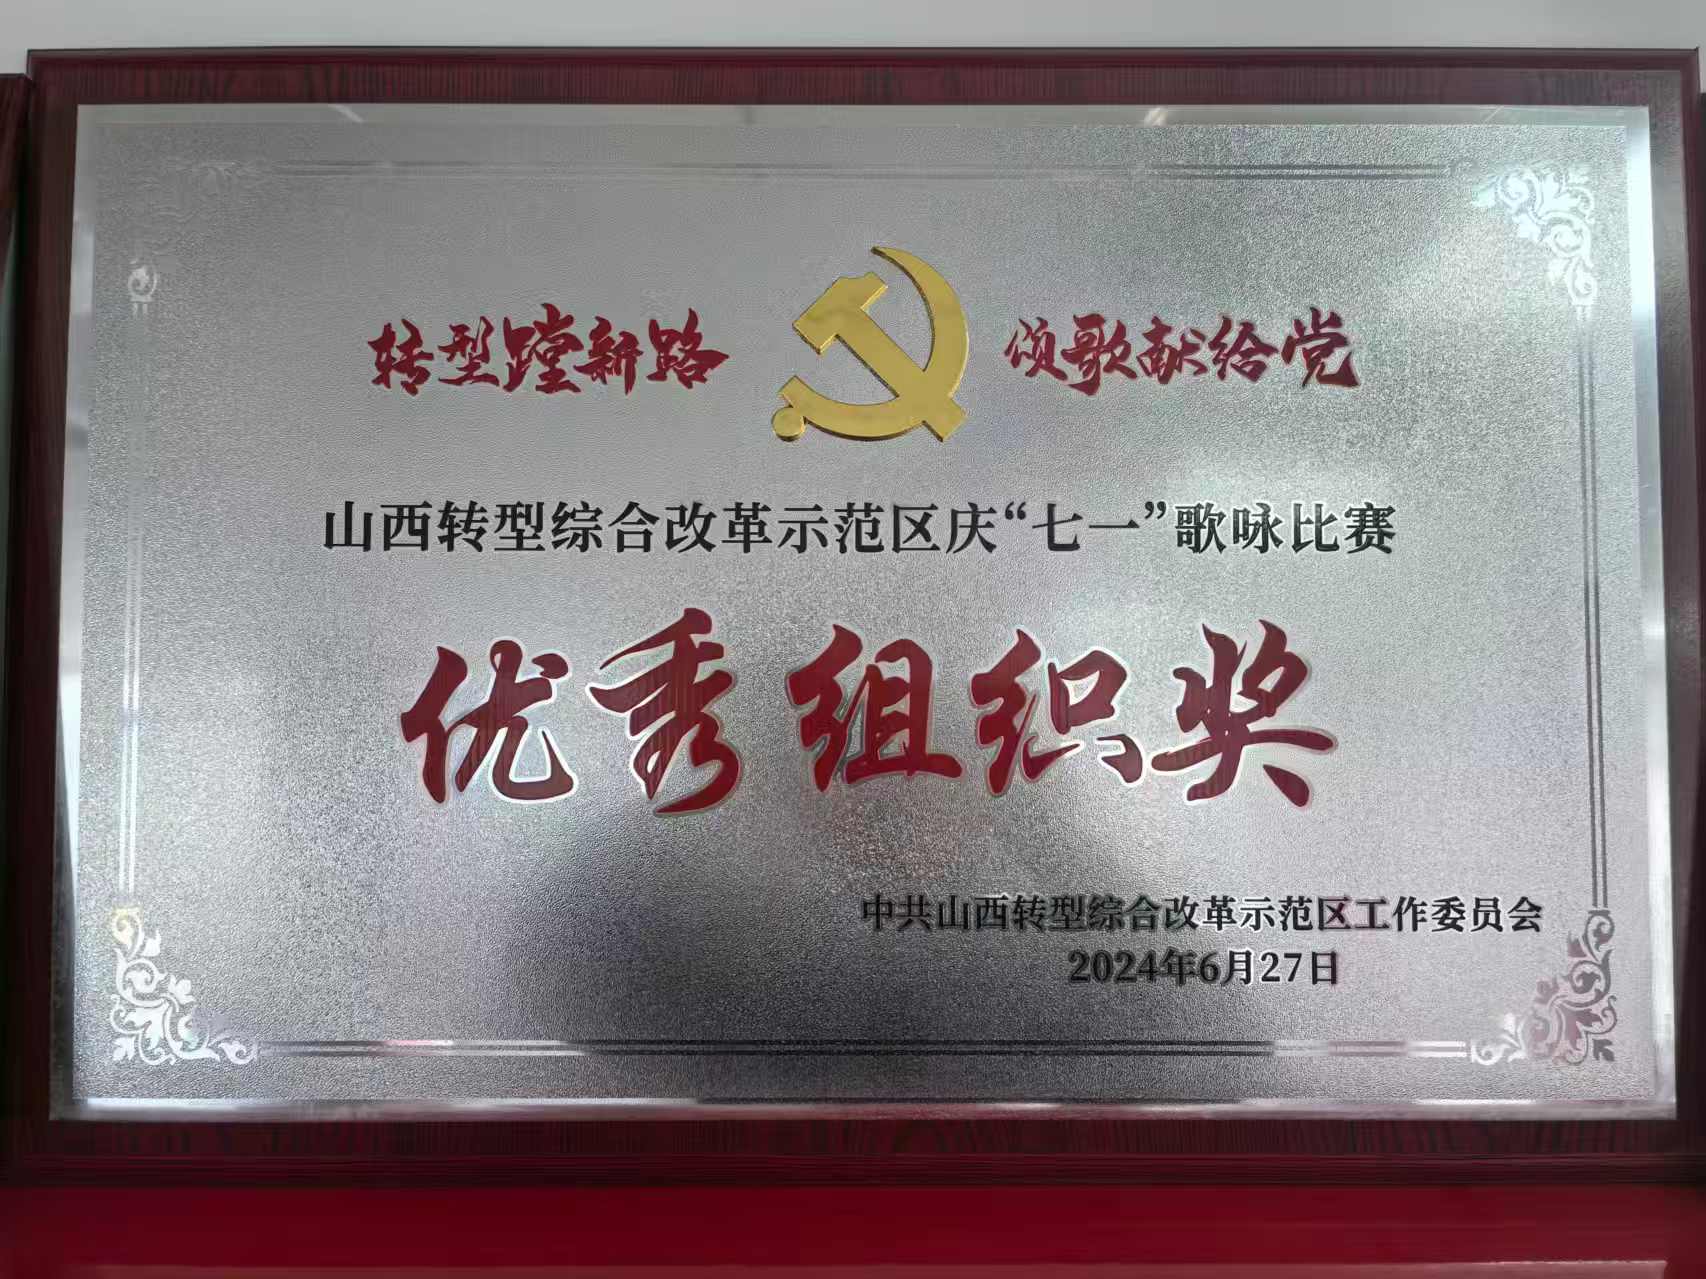 转型蹚新路 颂歌献给党
山西转型综合改革示范区庆“七一”歌咏比赛
优秀组织奖
中共山西转型综合改革示范区工作委员会
2024年6月27日